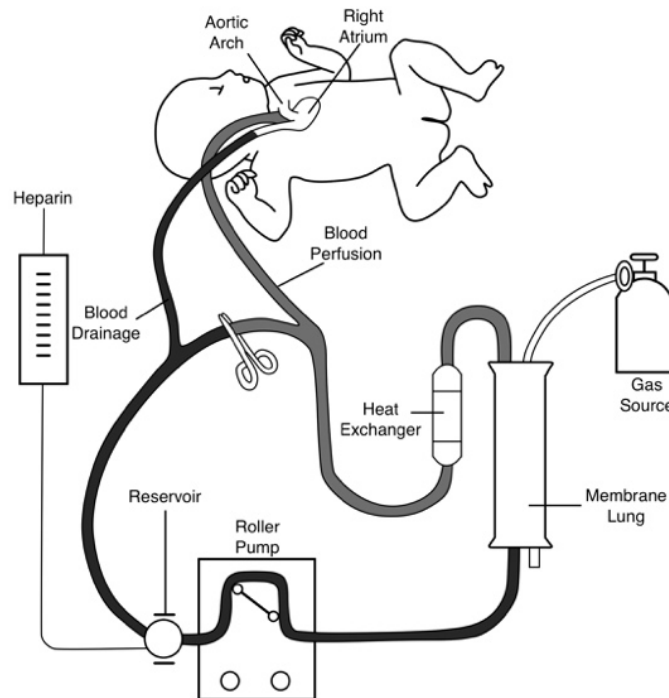 Aortic
Arch
Right
Atrium
Heparin
Blood
Perfusion
Blood
Drainage
Gas
Source
Heat
Exchanger
Membrane
Lung
Reservoir
Roller
Pump